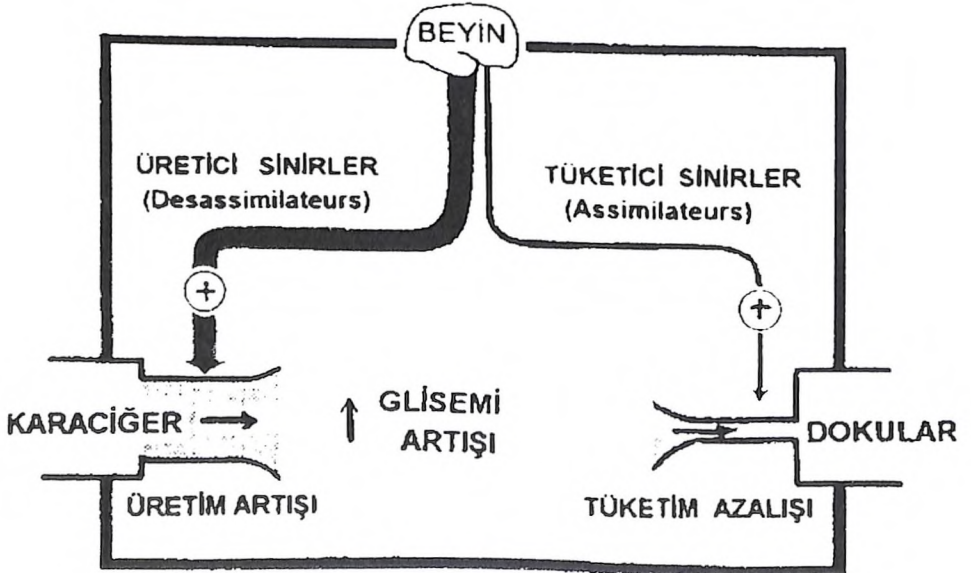 BEYİN
ÜRETİCİ SİNİRLER
(Desassimilateurs)
TÜKETİCİ SİNİRLER
(Assimilateurs)
+
+
KARACİĞER
GLİSEMİ
ARTIŞI
DOKULAR
ÜRETİM ARTIŞI
TÜKETİM AZALIŞI